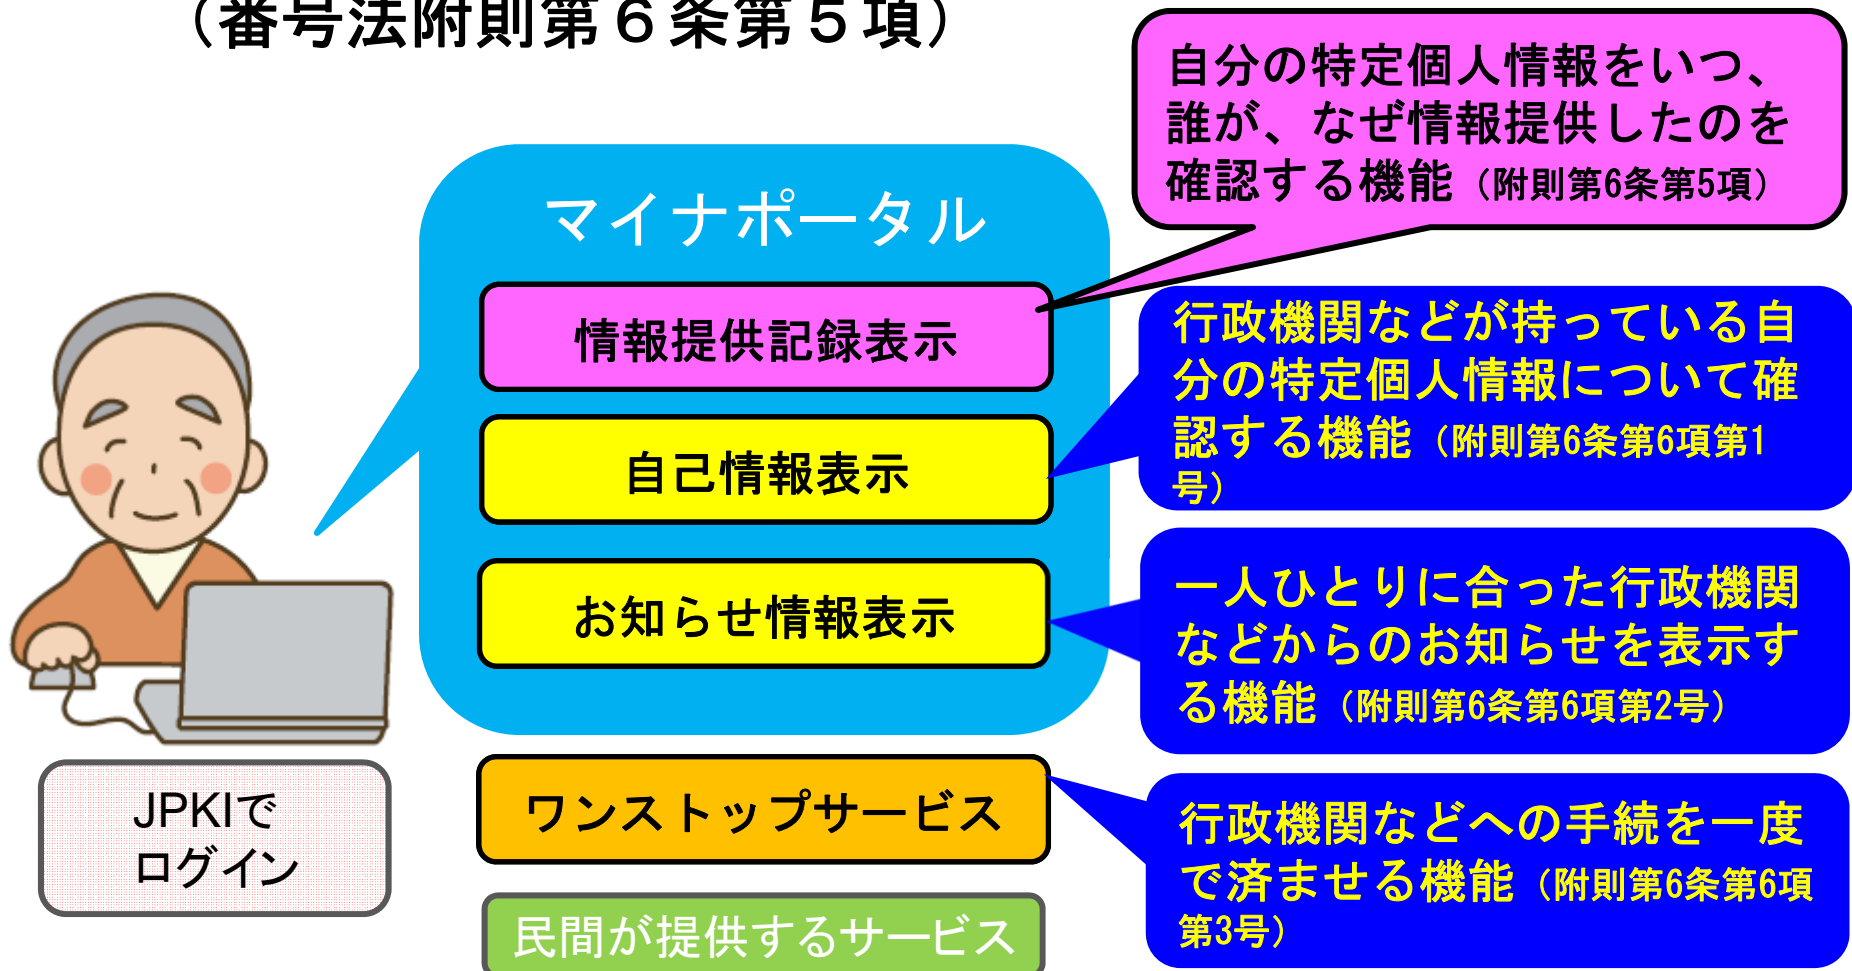 （番号法附則第６条第５項）
自分の特定個人情報をいつ、
誰が、なぜ情報提供したのを
確認する機能（附則第6条第5項）
マイナポータル
情報提供記録表示
行政機関などが持っている自
分の特定個人情報について確
認する機能（附則第6条第6項第1
号）
自己情報表示
お知らせ情報表示
一人ひとりに合った行政機関
などからのお知らせを表示す
る機能（附則第6条第6項第2号）
JPKIで
ログイン
ワンストップサービス
行政機関などへの手続を一度
で済ませる機能（附則第6条第6項
第3号）
民間が提供するサービス